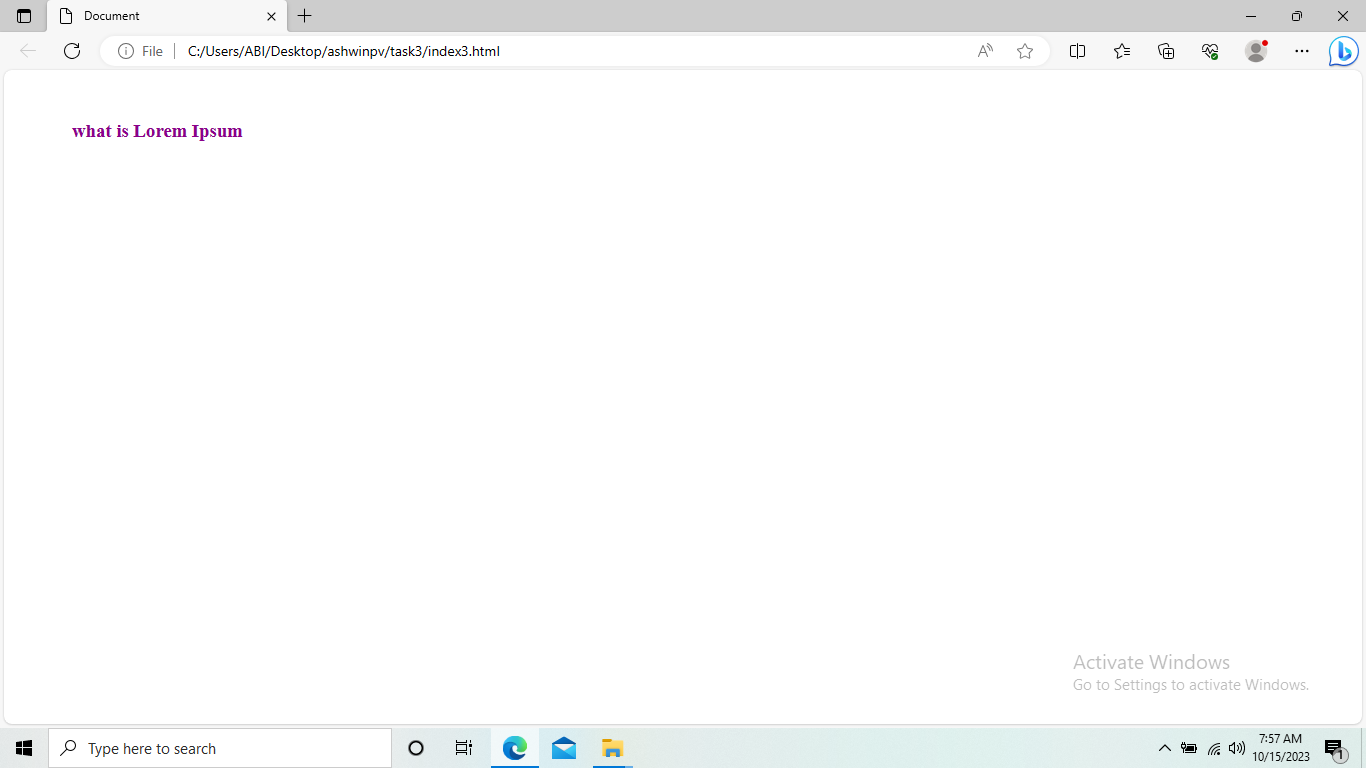 Document
File
C:/Users/ABI/Desktop/ashwinpv/task3/index3.html
what is Lorem Ipsum
Activate Windows
Go to Settings to activate Windows.
Type here to search
7:57 AM
10/15/2023
1